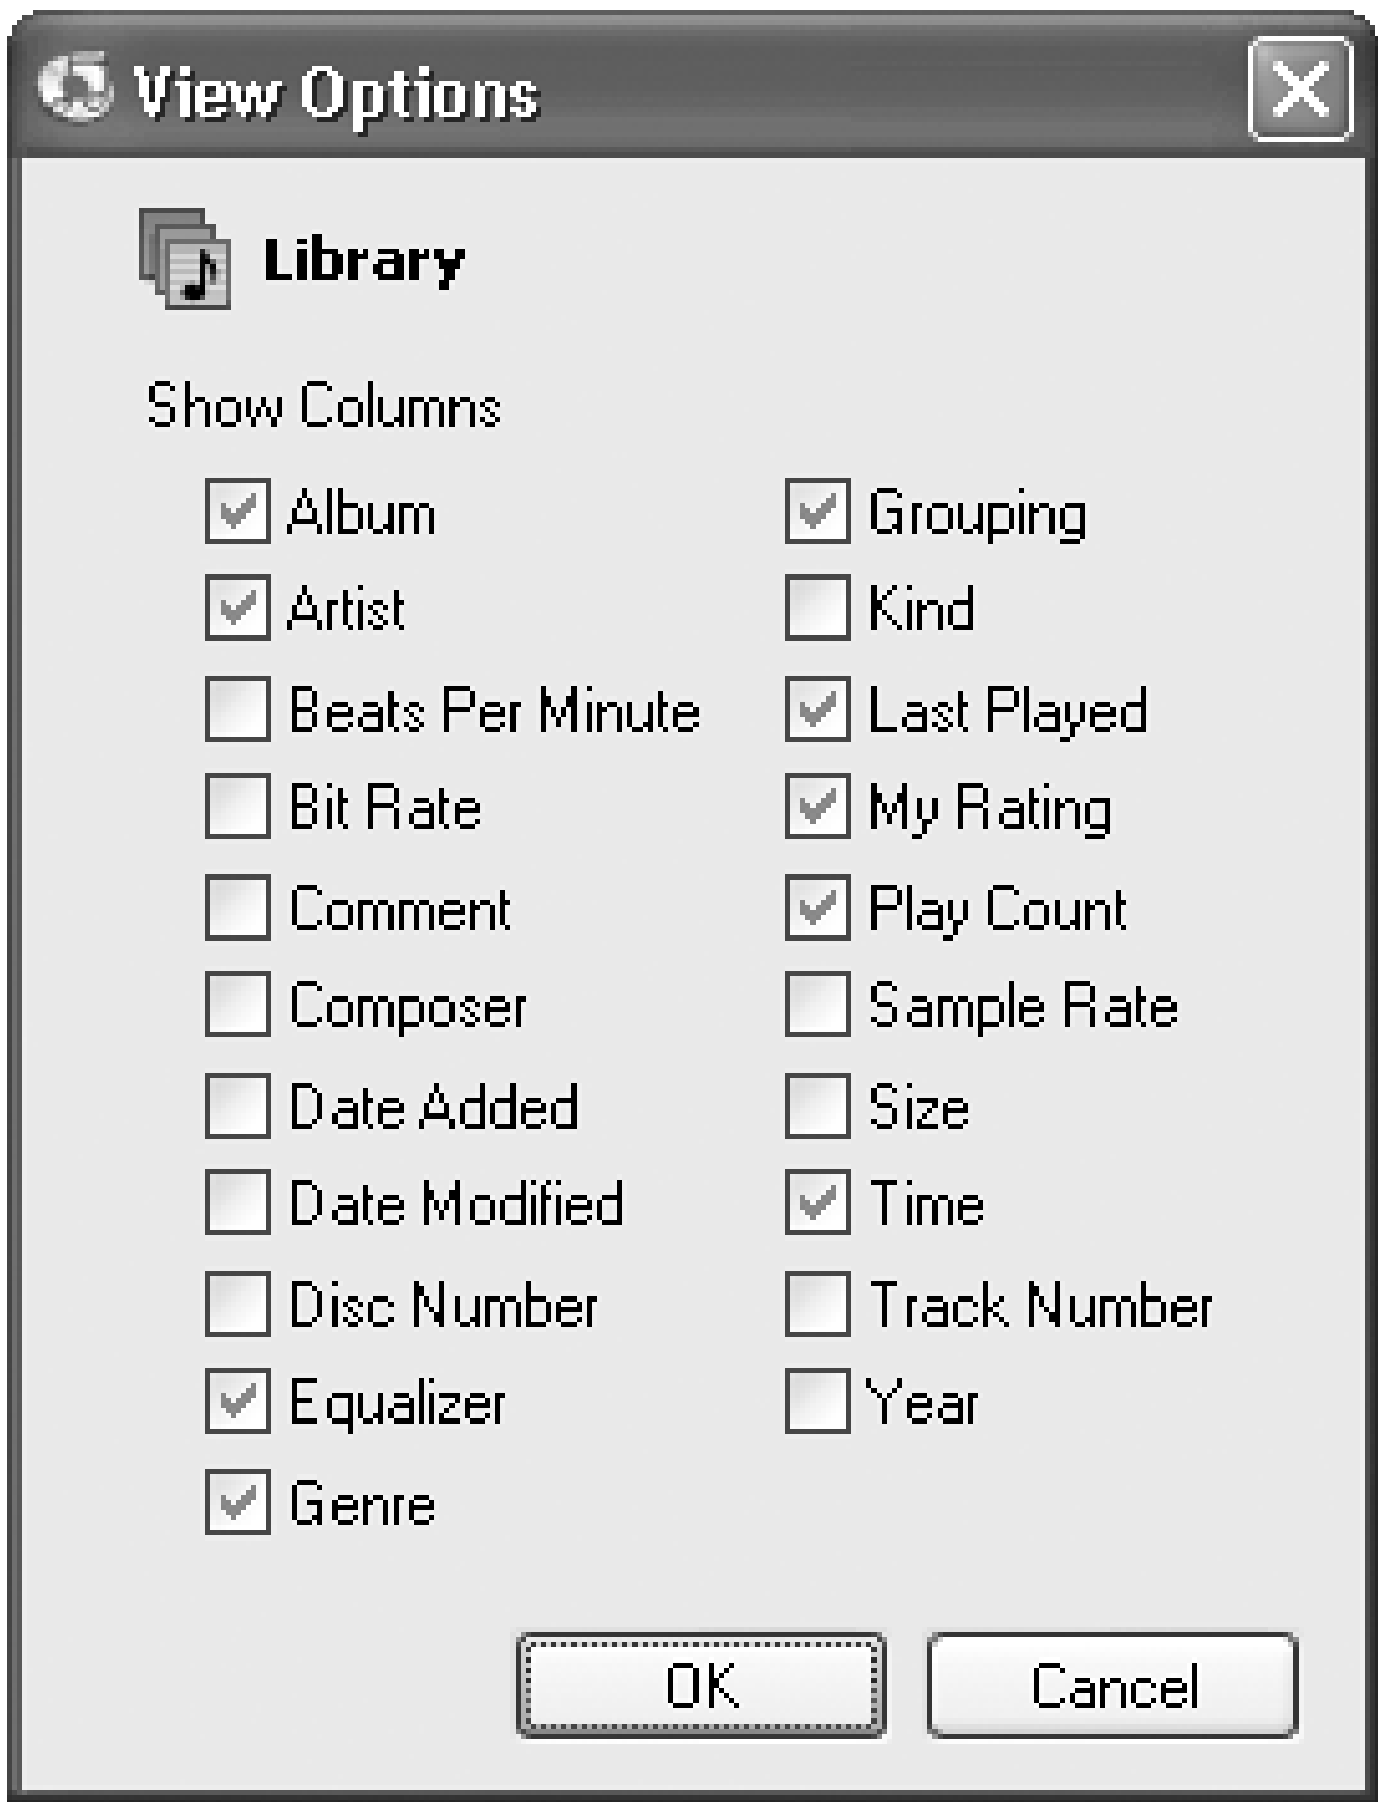 View Options
Library
Show Columns
Album
Artist
Beats Per Minute
Bit Rate
Comment
Composer
Date Added
Date Modified
Disc Number
Equalizer
Genre
Grouping
Kind
Last Played
My Rating
Play Count
Sample Rate
Size
Time
Track Number
Year
OK
Cancel